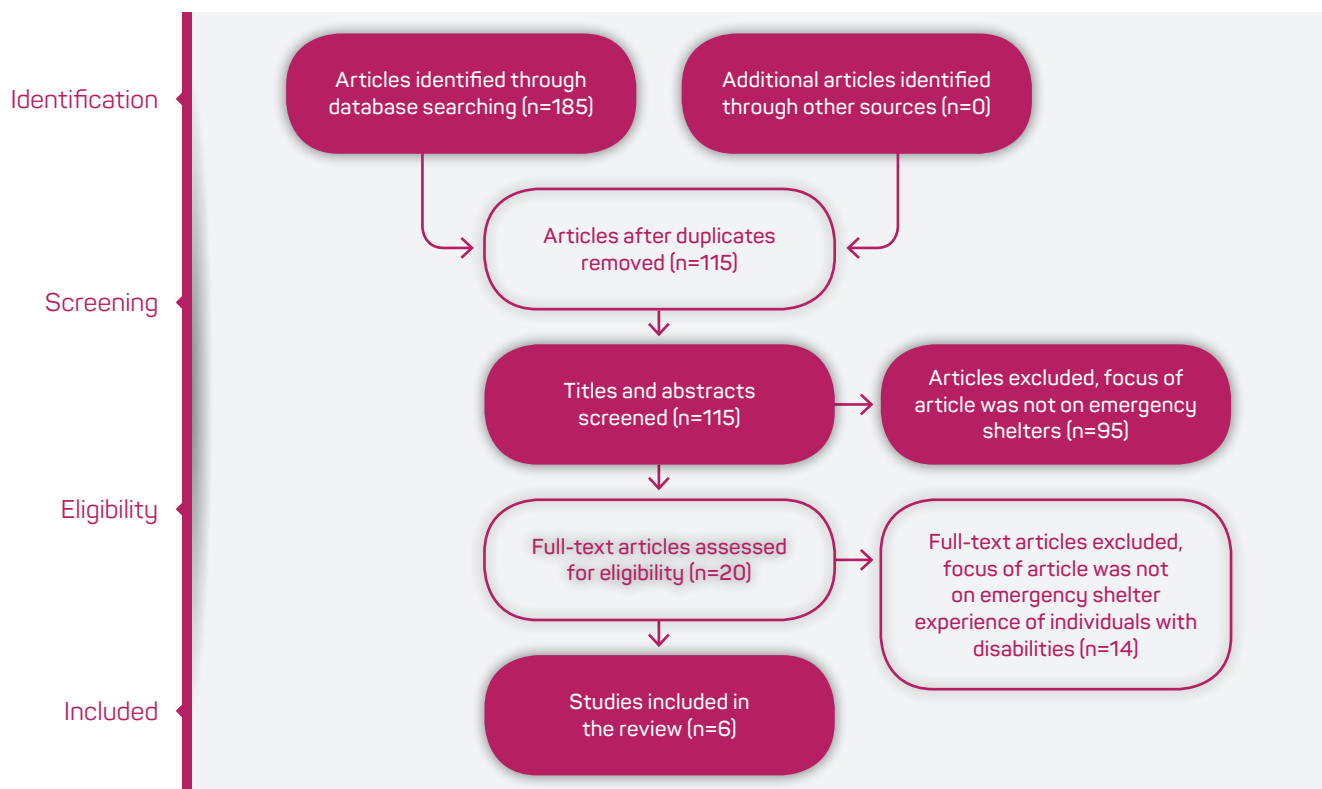 Identification
Articles identified through
database searching (n=185)
Additional articles identified
through other sources (n=0)
Articles after duplicates
removed (n=115)
Screening
Titles and abstracts
screened (n=115)
Articles excluded, focus of
article was not on emergency
shelters (n=95)
Eligibility
Full-text articles assessed
for eligibility (n=20)
Full-text articles excluded,
focus of article was not
on emergency shelter
experience of individuals with
disabilities (n=14)
Included
Studies included in
the review (n=6)